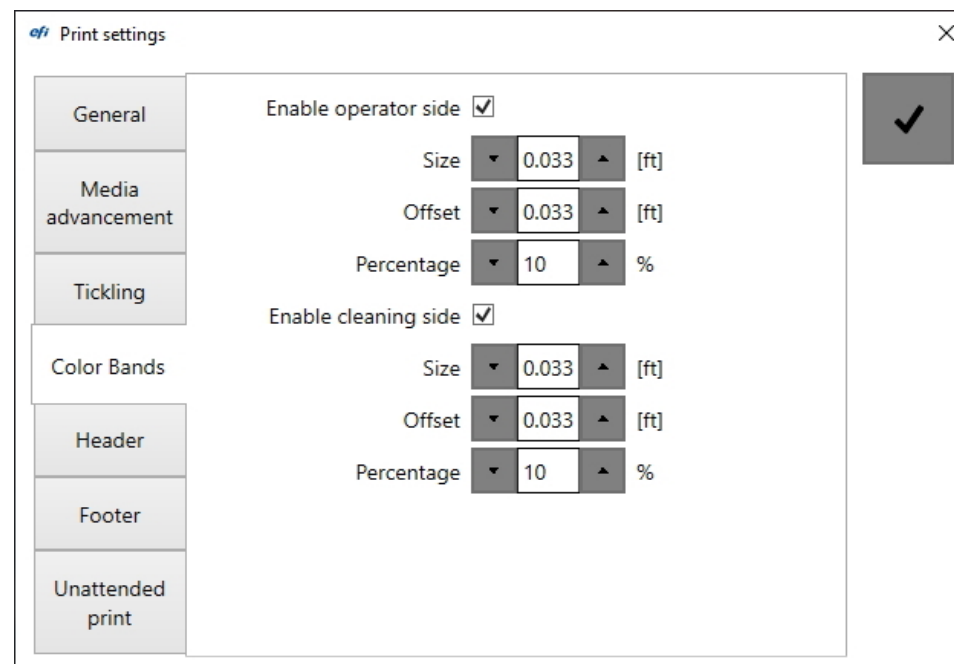 efi Print settings
General
Media
advancement
Tickling
Color Bands
Header
Footer
Unattended
print
Enable operator side
Size 0.033 [ft]
Offset 0.033 [ft]
Percentage 10 %
Enable cleaning side
Size 0.033 [ft]
Offset 0.033 [ft]
Percentage 10 %